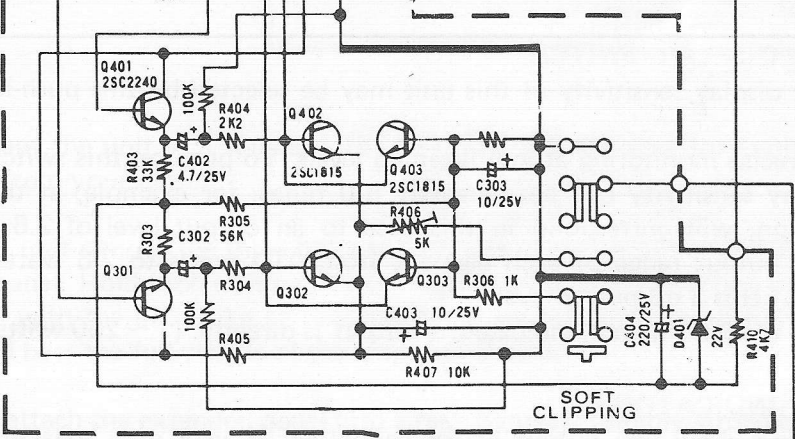 Q401
2SC2240
100K
R404
2K2
Q402
+
C402
4.7/25V
R403
33K
2SC1815
Q403
2SC1815
+
C303
10/25V
R406
5K
R305
56K
R303
C302
+
Q301
R304
Q302
Q303
R306 1K
100K
C403
10/25V
+
R405
R407 10K
C304
220/25V
+
D401
22V
R410
4K7
SOFT
CLIPPING